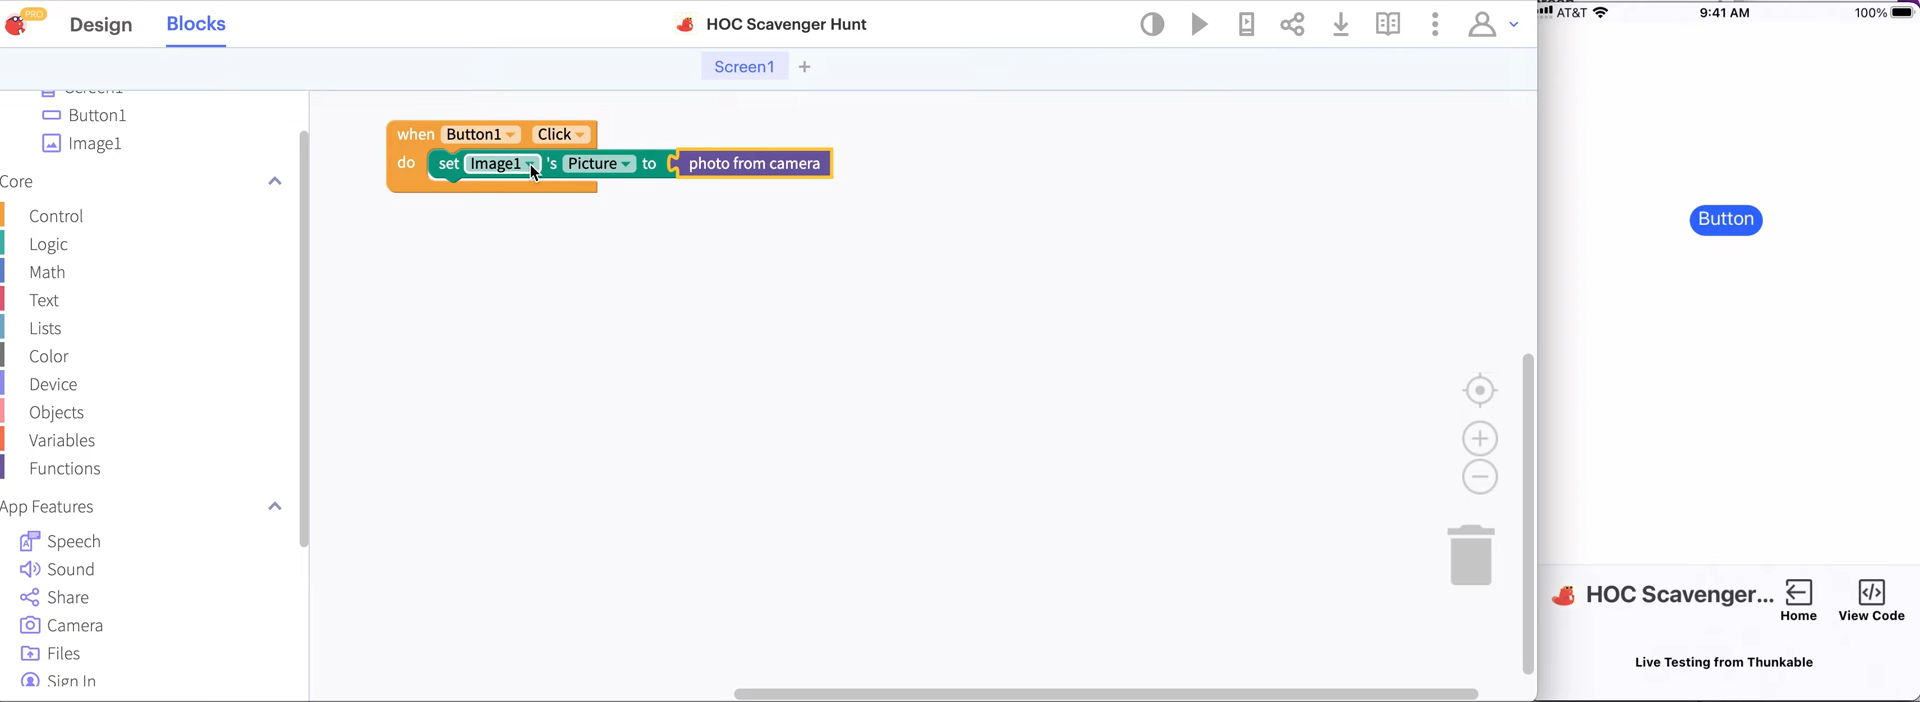 PRO
Design
Blocks
HOC Scavenger Hunt
Screen1
+
Screen1
Button1
Image1
Core
Control
Logic
Math
Text
Lists
Color
Device
Objects
Variables
Functions
App Features
Speech
Sound
Share
Camera
Files
Sign In
when Button1 Click
do set Image1 's Picture to photo from camera
AT&T 9:41 AM 100%
Button
HOC Scavenger...
Home
View Code
Live Testing from Thunkable